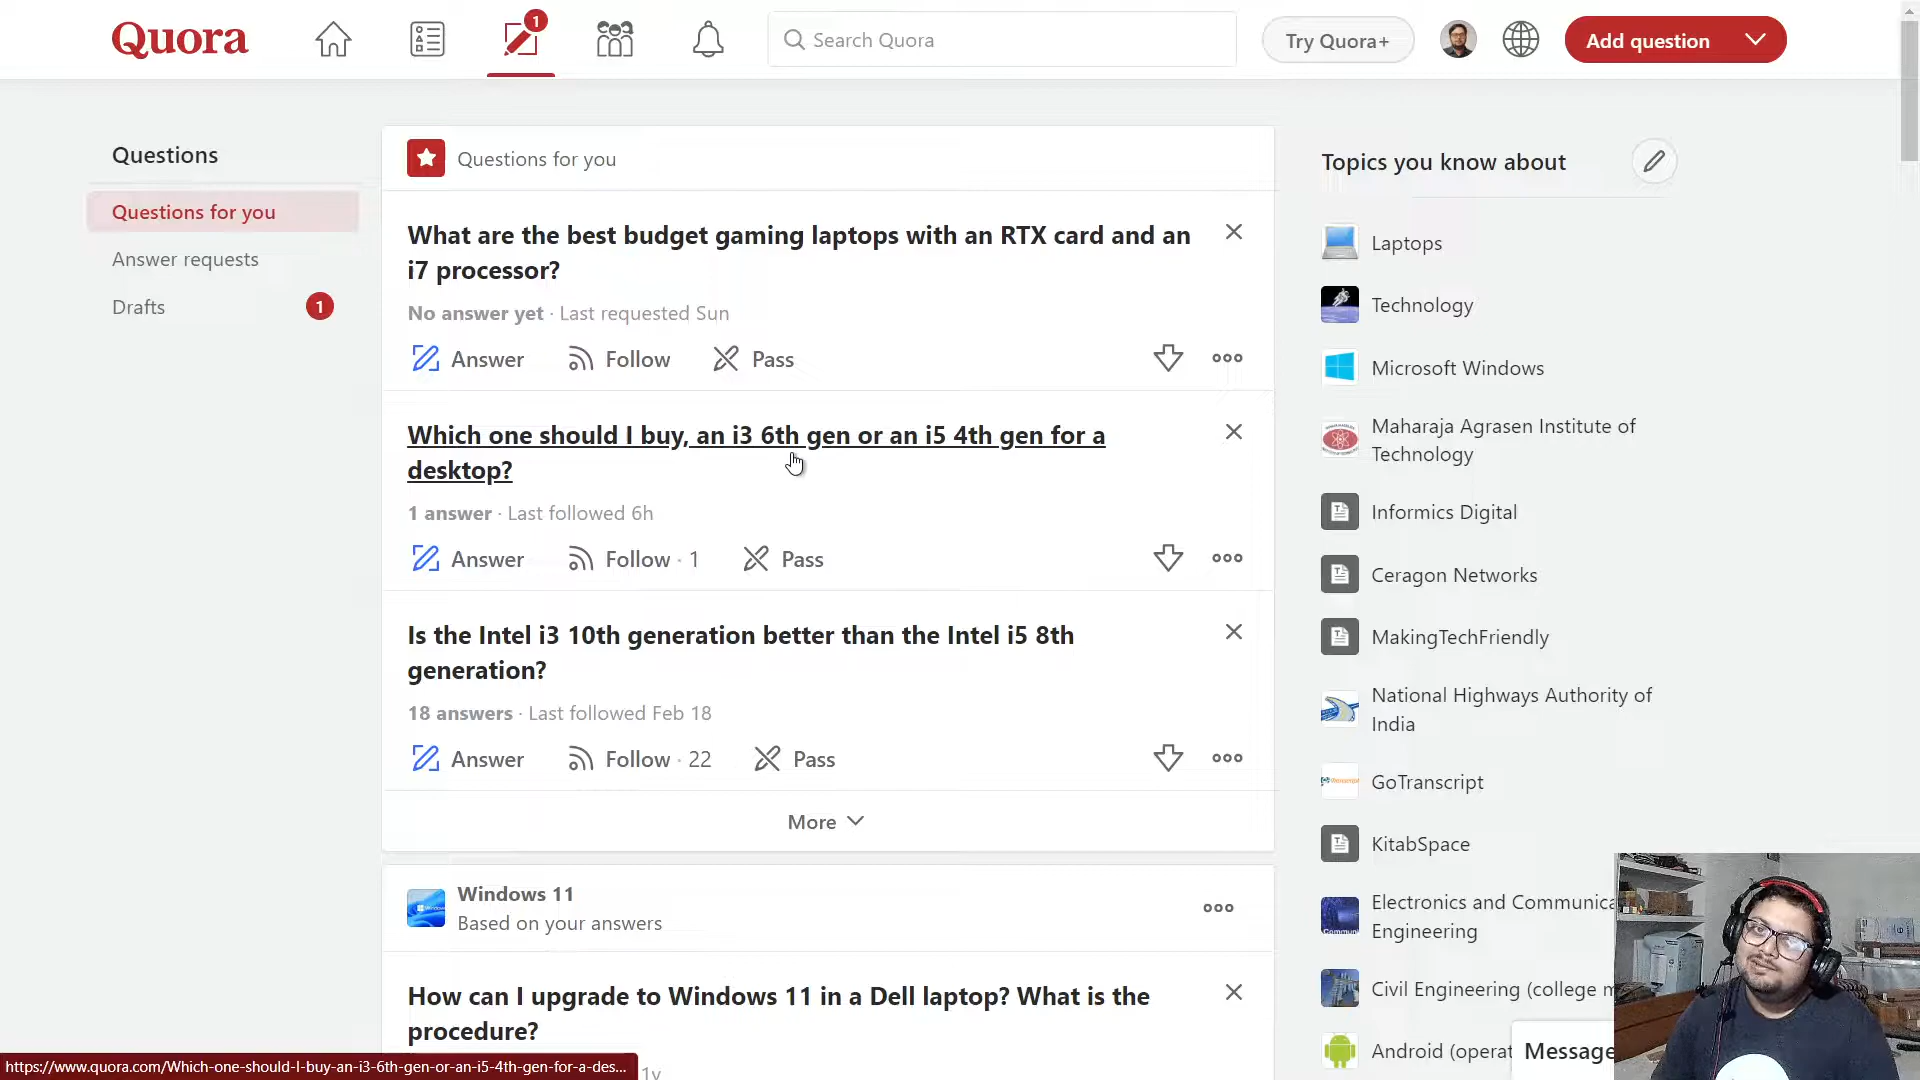 Quora
1
Search Quora
Try Quora+
Add question
Questions
Questions for you
Answer requests
Drafts
1
Questions for you
What are the best budget gaming laptops with an RTX card and an
i7 processor?
No answer yet · Last requested Sun
Answer
Follow
Pass
Which one should I buy, an i3 6th gen or an i5 4th gen for a
desktop?
1 answer · Last followed 6h
Answer
Follow · 1
Pass
Is the Intel i3 10th generation better than the Intel i5 8th
generation?
18 answers · Last followed Feb 18
Answer
Follow · 22
Pass
More
Windows 11
Based on your answers
How can I upgrade to Windows 11 in a Dell laptop? What is the
procedure?
1y
Topics you know about
Laptops
Technology
Microsoft Windows
Maharaja Agrasen Institute of
Technology
Informics Digital
Ceragon Networks
MakingTechFriendly
National Highways Authority of
India
GoTranscript
KitabSpace
Electronics and Communica
Engineering
Civil Engineering (college m
Android (operat
Message
https://www.quora.com/Which-one-should-I-buy-an-i3-6th-gen-or-an-i5-4th-gen-for-a-des...